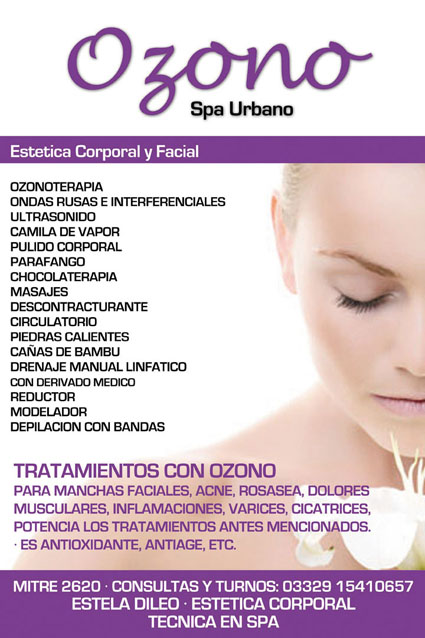 Ozono
Spa Urbano
Estetica Corporal y Facial
OZONOTERAPIA
ONDAS RUSAS E INTERFERENCIALES
ULTRASONIDO
CAMILA DE VAPOR
PULIDO CORPORAL
PARAFANGO
CHOCOLATERAPIA
MASAJES
DESCONTRACTURANTE
CIRCULATORIO
PIEDRAS CALIENTES
CAÑAS DE BAMBU
DRENAJE MANUAL LINFATICO
CON DERIVADO MEDICO
REDUCTOR
MODELADOR
DEPILACION CON BANDAS
TRATAMIENTOS CON OZONO
PARA MANCHAS FACIALES, ACNE, ROSASEA, DOLORES
MUSCULARES, INFLAMACIONES, VARICES, CICATRICES,
POTENCIA LOS TRATAMIENTOS ANTES MENCIONADOS.
· ES ANTIOXIDANTE, ANTIAGE, ETC.
MITRE 2620 · CONSULTAS Y TURNOS: 03329 15410657
ESTELA DILEO · ESTETICA CORPORAL
TECNICA EN SPA